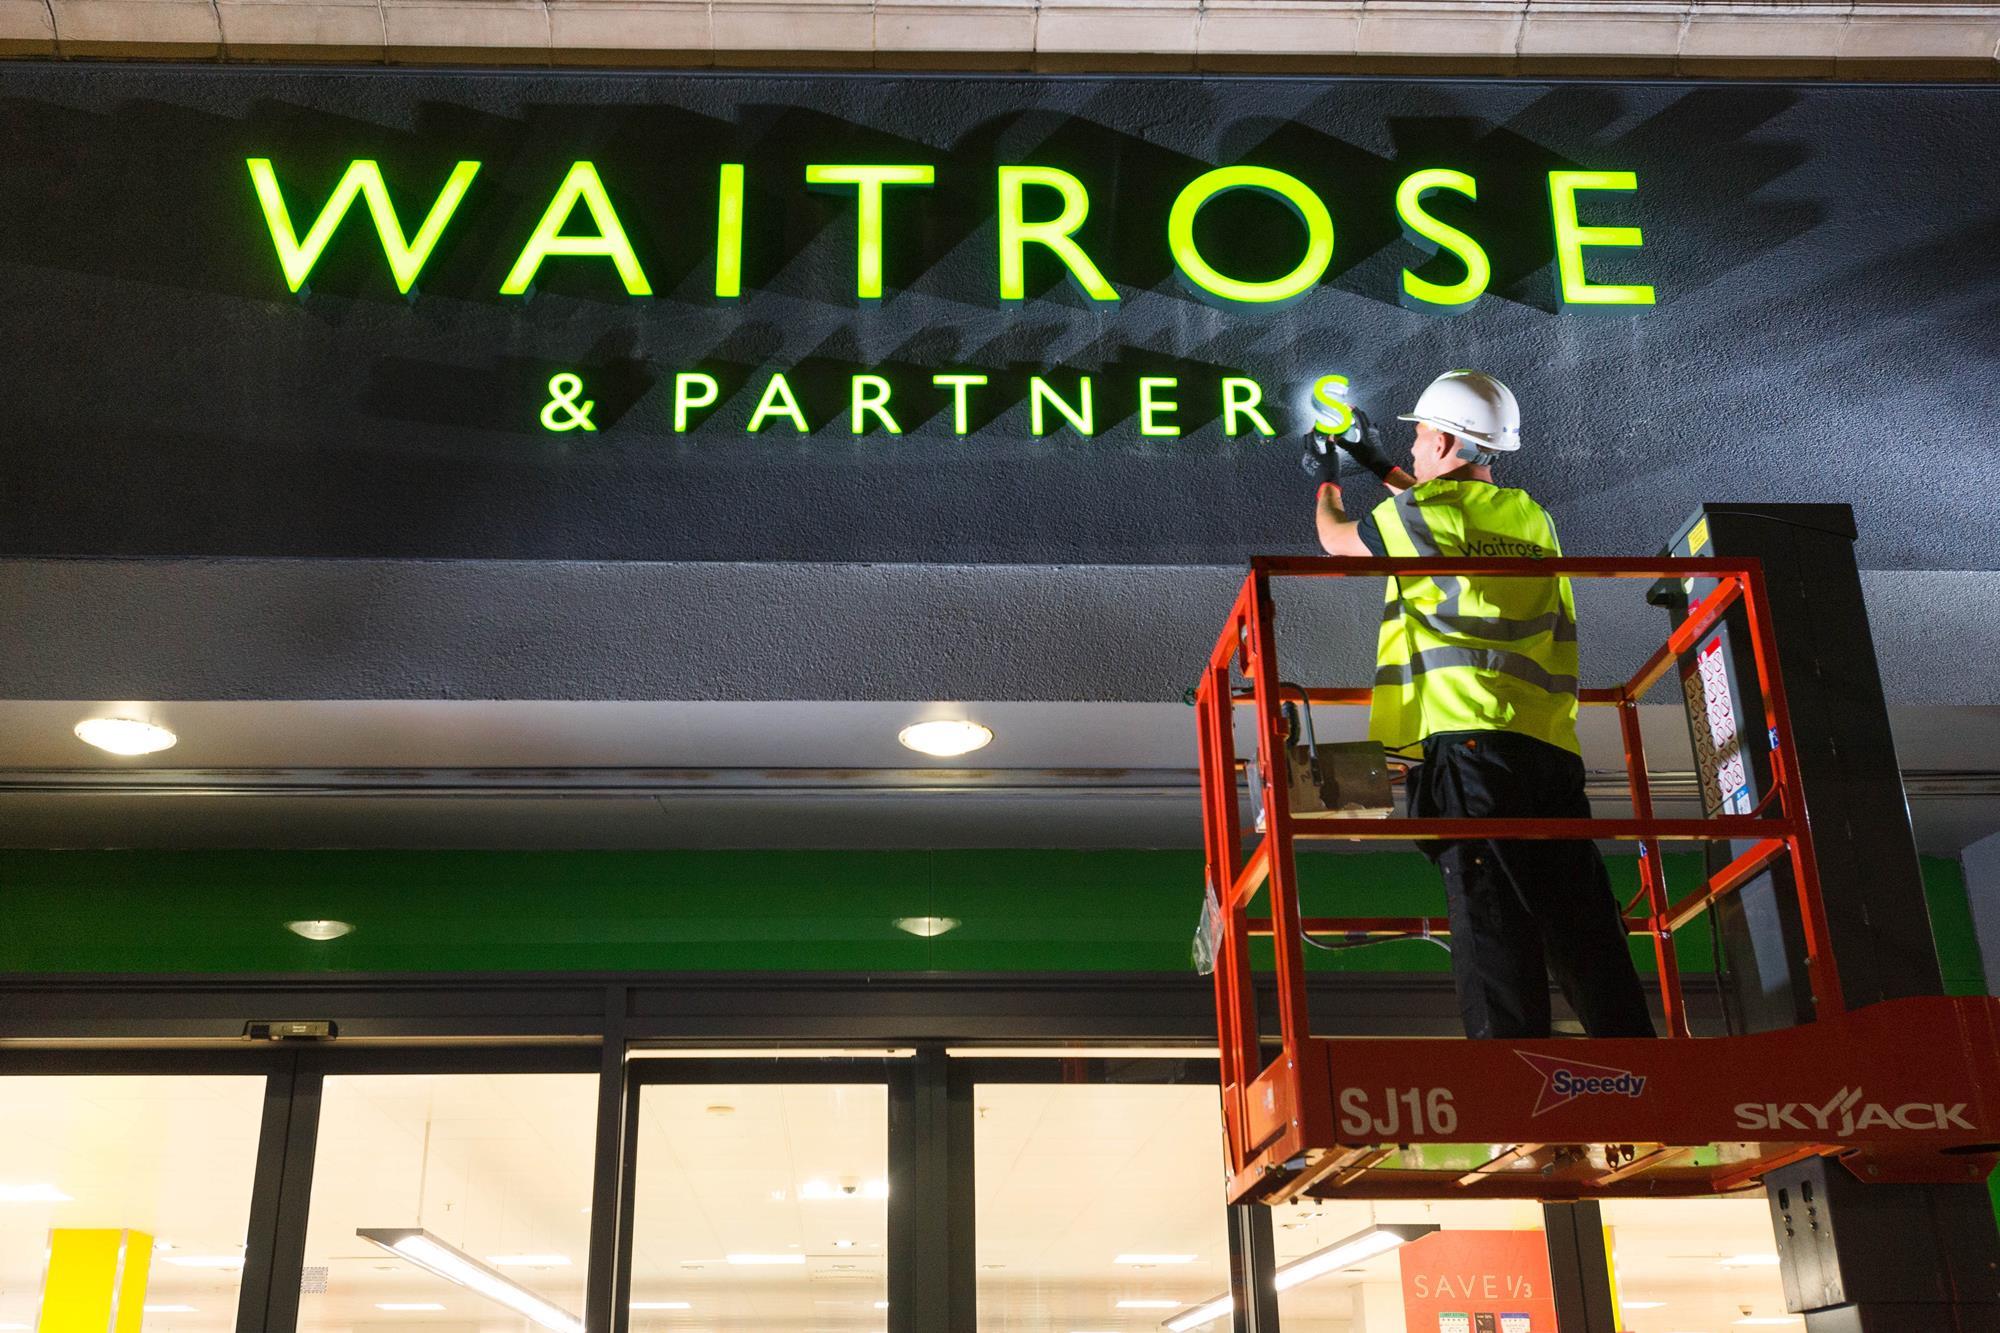 WAITROSE
& PARTNERS
Waitrose
SJ16
Speedy
SKYJACK
SAVE 1/3